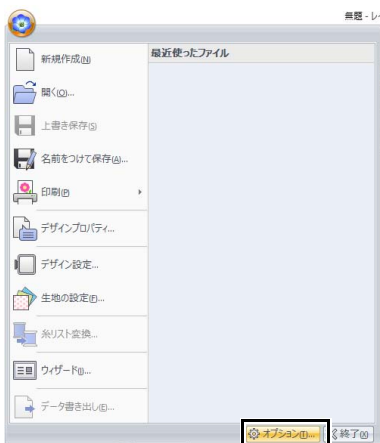 無題 - レイ
新規作成(N)
最近使ったファイル
開く(O)...
上書き保存(S)
名前をつけて保存(A)...
印刷(P)
デザインプロパティ...
デザイン設定...
生地の設定(F)...
糸リスト変換...
ウィザード(I)...
データ書き出し(E)...
オプション(T)...
終了(X)